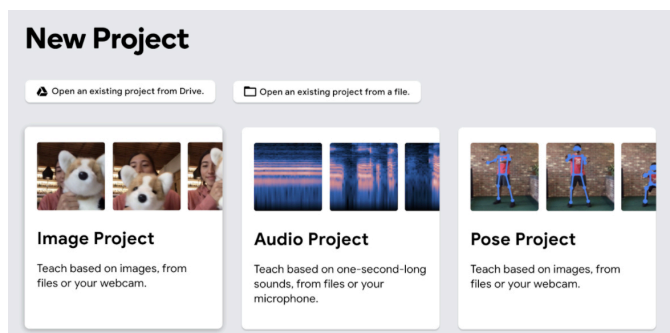 New Project
Open an existing project from Drive.
Open an existing project from a file.
Image Project
Teach based on images, from
files or your webcam.
Audio Project
Teach based on one-second-long
sounds, from files or your
microphone.
Pose Project
Teach based on images, from
files or your webcam.